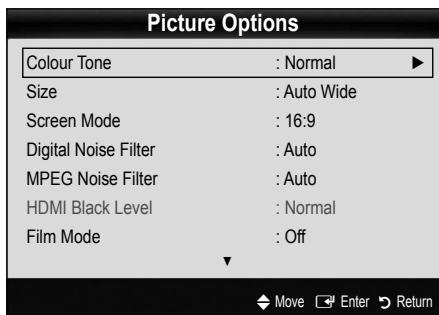 Picture Options
Colour Tone : Normal ►
Size : Auto Wide
Screen Mode : 16:9
Digital Noise Filter : Auto
MPEG Noise Filter : Auto
HDMI Black Level : Normal
Film Mode : Off
▼
Move Enter Return